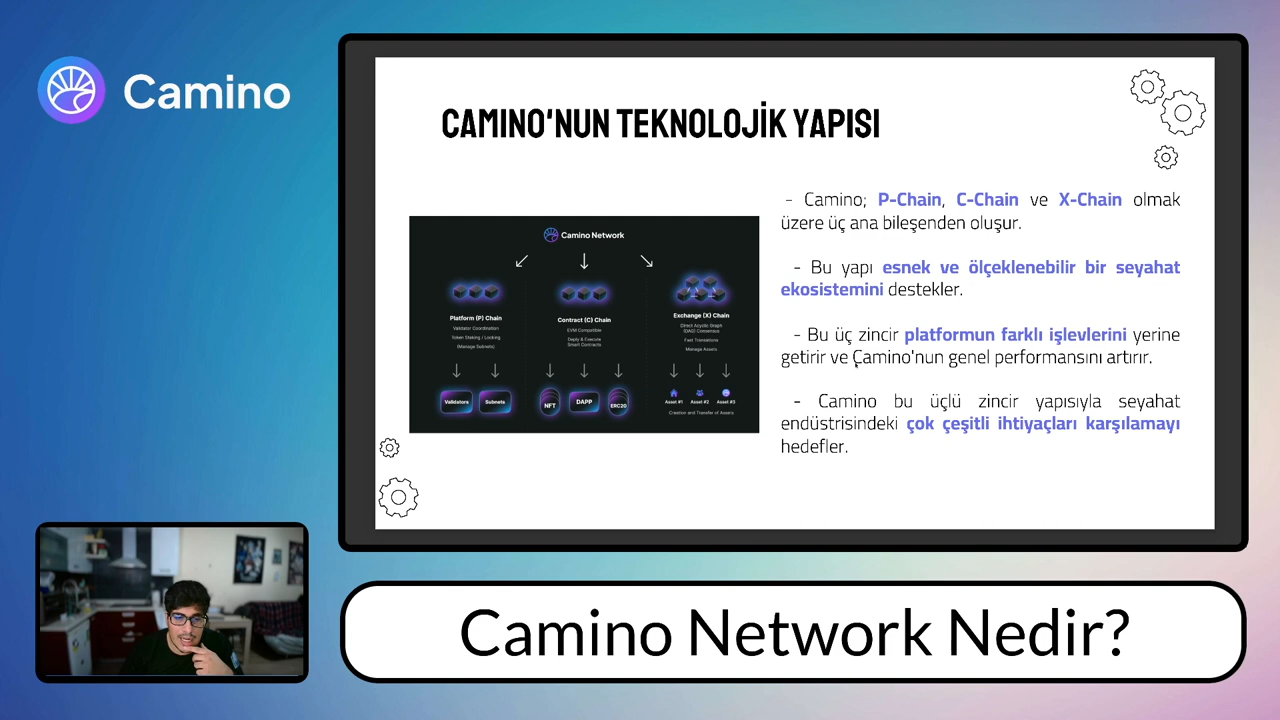 Camino
CAMINO'NUN TEKNOLOJİK YAPISI
Camino Network
Platform (P) Chain
Validator Coordination
Token Staking / Locking
(Manage Subnets)
Validators
Subnets
Contract (C) Chain
EVM Compatible
Deply & Execute
Smart Contracts
NFT
DAPP
ERC20
Exchange (X) Chain
Direct Acyclic Graph
(DAG) Consensus
Fast Transations
Manage Assets
Asset #1
Asset #2
Asset #3
Creation and Transfer of Assets
- Camino; P-Chain, C-Chain ve X-Chain olmak
üzere üç ana bileşenden oluşur.
- Bu yapı esnek ve ölçeklenebilir bir seyahat
ekosistemini destekler.
- Bu üç zincir platformun farklı işlevlerini yerine
getirir ve Camino'nun genel performansını artırır.
- Camino bu üçlü zincir yapısıyla seyahat
endüstrisindeki çok çeşitli ihtiyaçları karşılamayı
hedefler.
Camino Network Nedir?